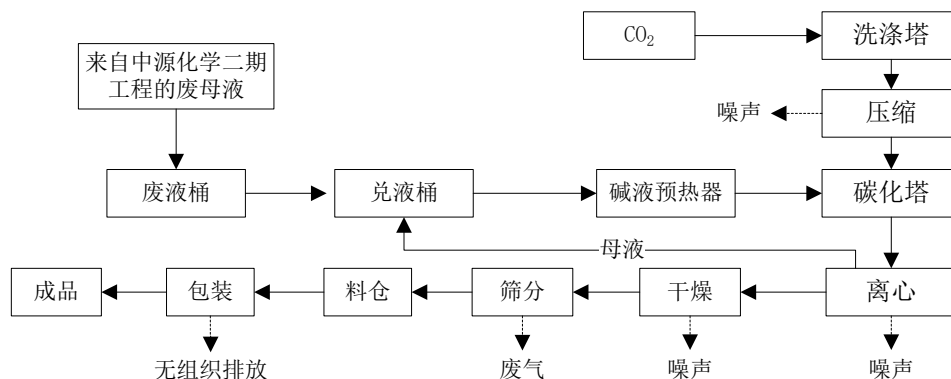 CO₂
洗涤塔
来自中源化学二期
工程的废母液
噪声
压缩
废液桶
兑液桶
碱液预热器
碳化塔
母液
成品
包装
料仓
筛分
干燥
离心
无组织排放
废气
噪声
噪声